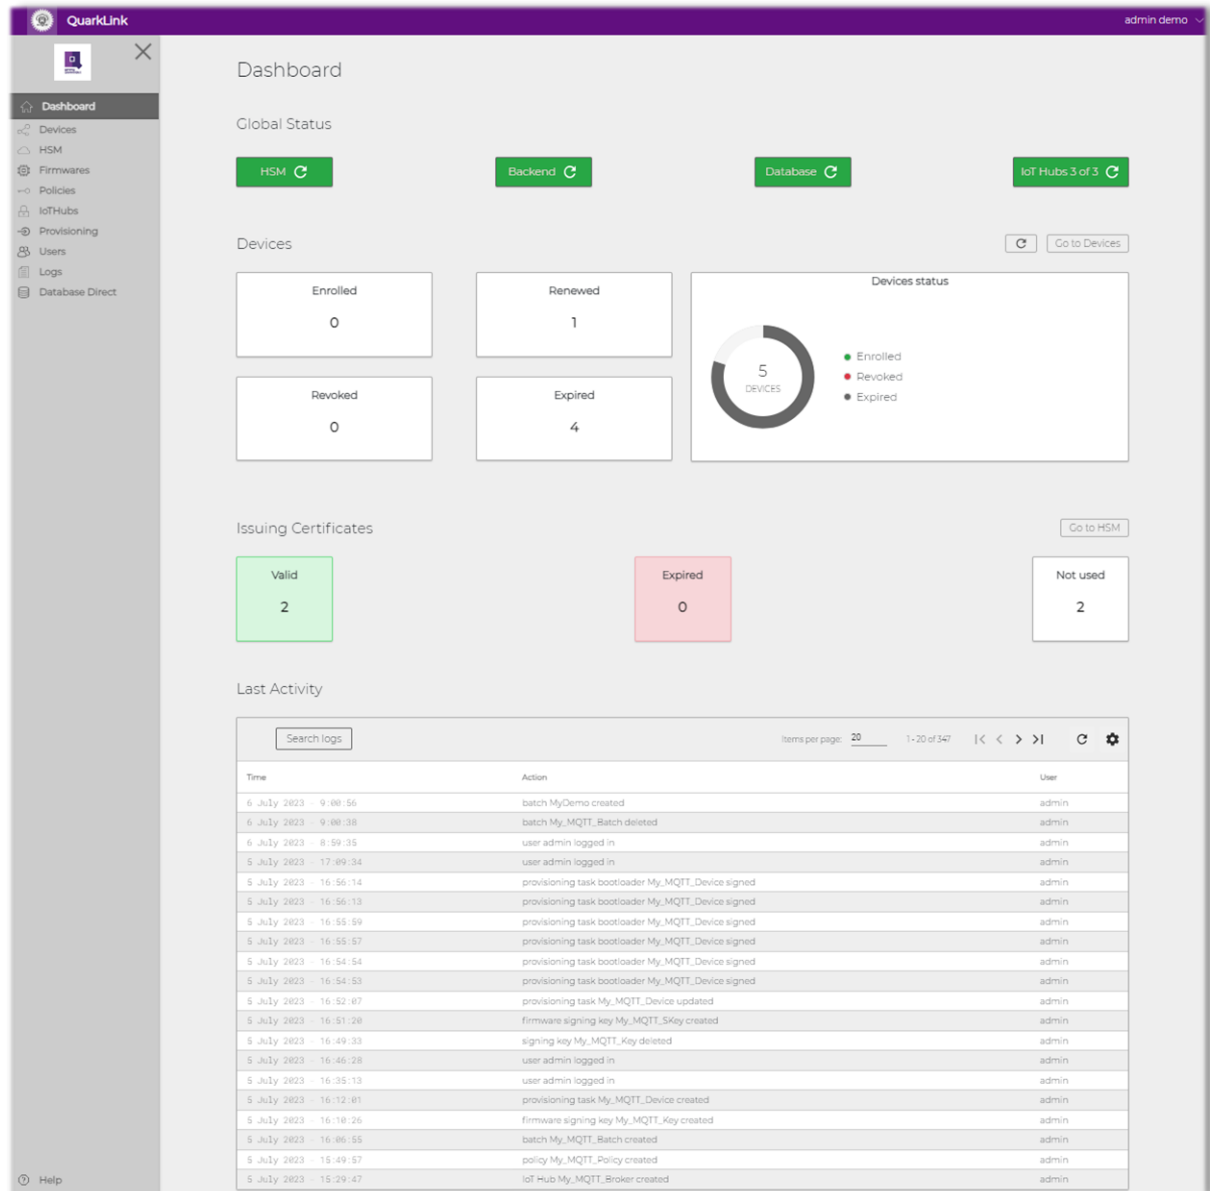 QuarkLink
admin demo
Dashboard
Devices
HSM
Firmwares
Policies
IoTHubs
Provisioning
Users
Logs
Database Direct
Help
Dashboard
Global Status
HSM
Backend
Database
IoT Hubs 3 of 3
Devices
Go to Devices
Enrolled
0
Renewed
1
Revoked
0
Expired
4
Devices status
5
DEVICES
Enrolled
Revoked
Expired
Issuing Certificates
Go to HSM
Valid
2
Expired
0
Not used
2
Last Activity
Search logs
Items per page: 20
1 - 20 of 347
Time Action User
6 July 2023 - 9:00:56 batch MyDemo created admin
6 July 2023 - 9:00:38 batch My_MQTT_Batch deleted admin
6 July 2023 - 8:59:35 user admin logged in admin
5 July 2023 - 17:09:34 user admin logged in admin
5 July 2023 - 16:56:14 provisioning task bootloader My_MQTT_Device signed admin
5 July 2023 - 16:56:13 provisioning task bootloader My_MQTT_Device signed admin
5 July 2023 - 16:55:59 provisioning task bootloader My_MQTT_Device signed admin
5 July 2023 - 16:55:57 provisioning task bootloader My_MQTT_Device signed admin
5 July 2023 - 16:54:54 provisioning task bootloader My_MQTT_Device signed admin
5 July 2023 - 16:54:53 provisioning task bootloader My_MQTT_Device signed admin
5 July 2023 - 16:52:07 provisioning task My_MQTT_Device updated admin
5 July 2023 - 16:51:20 firmware signing key My_MQTT_SKey created admin
5 July 2023 - 16:49:33 signing key My_MQTT_Key deleted admin
5 July 2023 - 16:46:28 user admin logged in admin
5 July 2023 - 16:35:13 user admin logged in admin
5 July 2023 - 16:12:01 provisioning task My_MQTT_Device created admin
5 July 2023 - 16:10:26 firmware signing key My_MQTT_Key created admin
5 July 2023 - 16:06:55 batch My_MQTT_Batch created admin
5 July 2023 - 15:49:57 policy My_MQTT_Policy created admin
5 July 2023 - 15:29:47 IoT Hub My_MQTT_Broker created admin